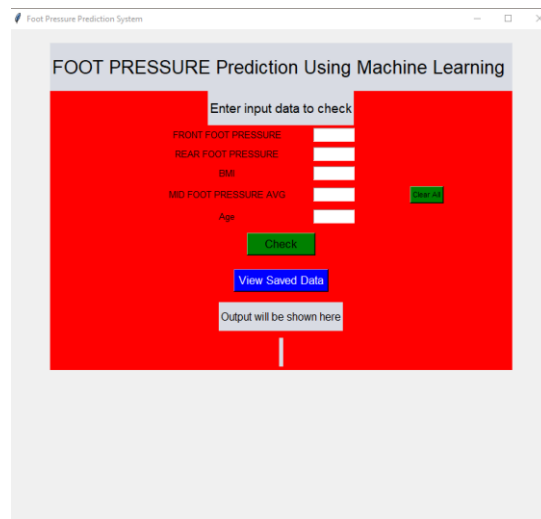 Foot Pressure Prediction System
FOOT PRESSURE Prediction Using Machine Learning
Enter input data to check
FRONT FOOT PRESSURE
REAR FOOT PRESSURE
BMI
MID FOOT PRESSURE AVG
Clear All
Age
Check
View Saved Data
Output will be shown here